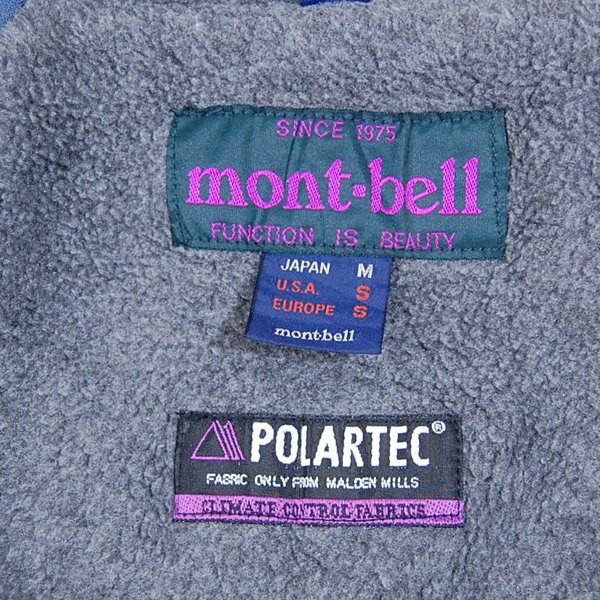 SINCE 1975
mont-bell
FUNCTION IS BEAUTY
JAPAN M
U.S.A. S
EUROPE S
mont-bell
POLARTEC®
FABRIC ONLY FROM MALDEN MILLS
CLIMATE CONTROL FABRICS